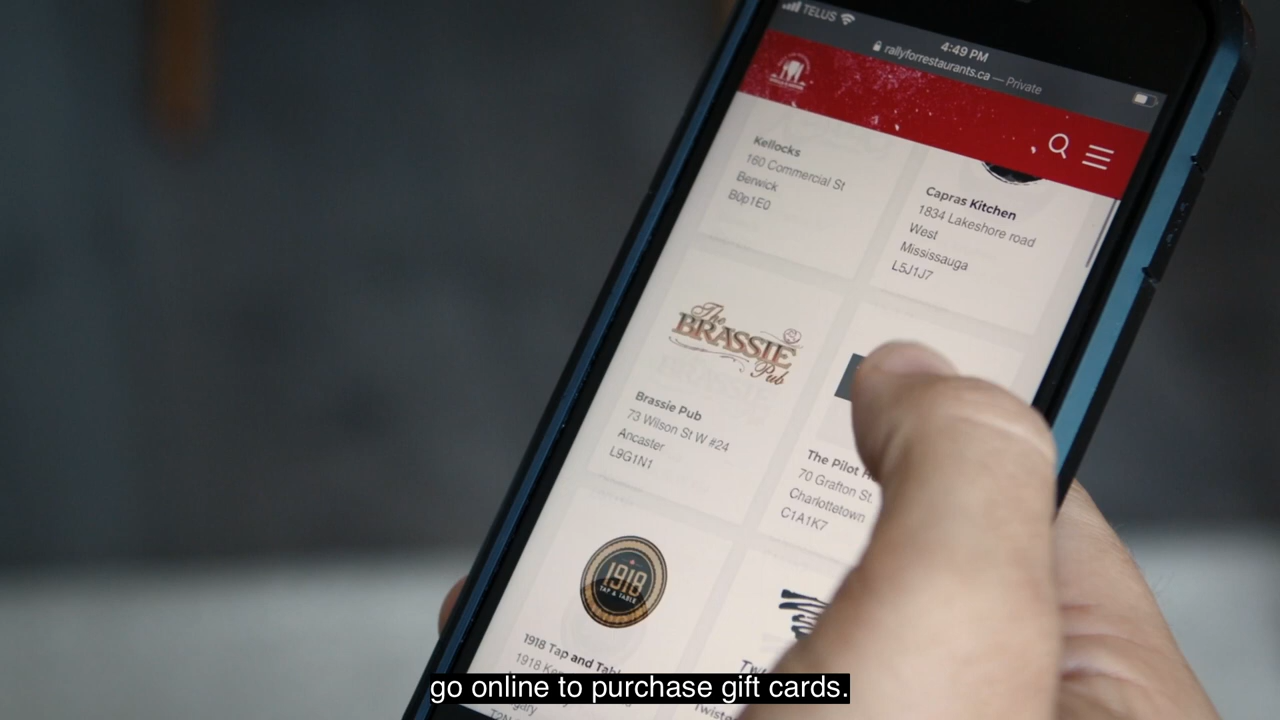 TELUS
4:49 PM
rallyforrestaurants.ca — Private
Kellocks
160 Commercial St
Berwick
B0p1E0
Capras Kitchen
1834 Lakeshore road
West
Mississauga
L5J1J7
The
BRASSIE
Pub
Brassie Pub
73 Wilson St W #24
Ancaster
L9G1N1
The Pilot
70 Grafton St.
Charlottetown
C1A1K7
1918
TAP & TABLE
1918 Tap and
1918
go online to purchase gift cards.